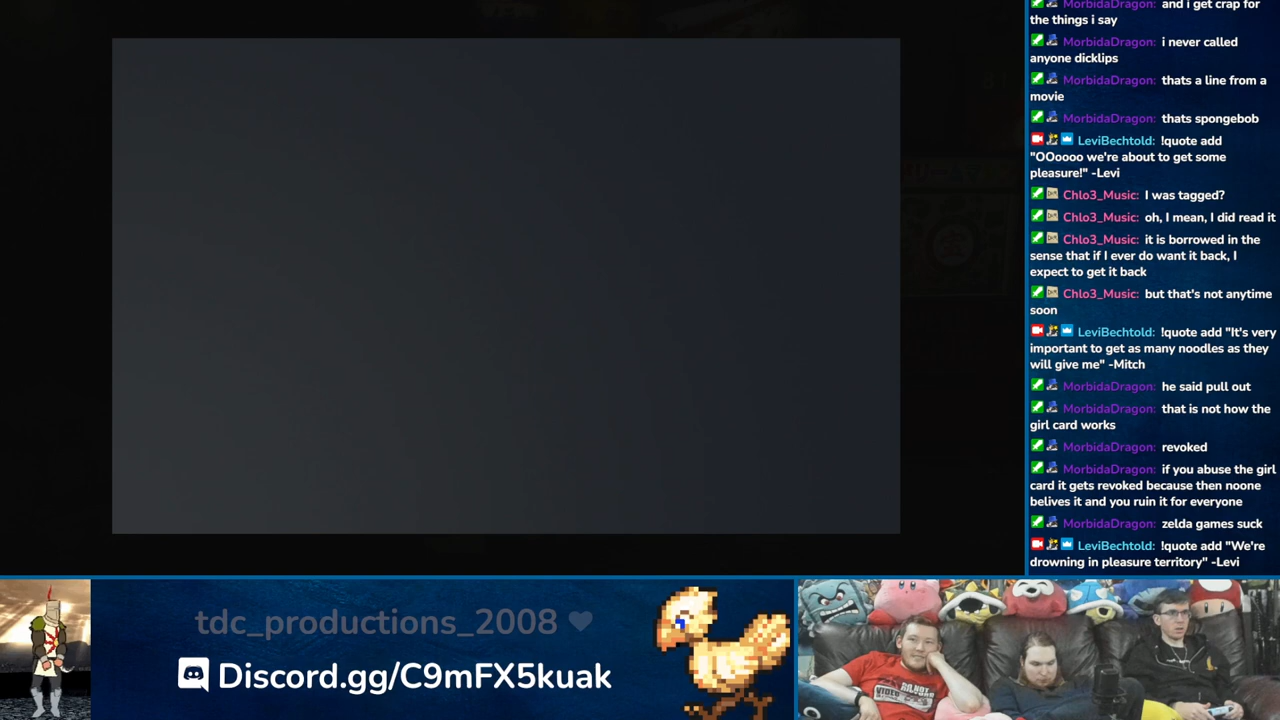 MorbidaDragon: and i get crap for
the things i say
MorbidaDragon: i never called
anyone dicklips
MorbidaDragon: thats a line from a
movie
MorbidaDragon: thats spongebob
LeviBechtold: !quote add
"OOoooo we're about to get some
pleasure!" -Levi
Chlo3_Music: I was tagged?
Chlo3_Music: oh, I mean, I did read it
Chlo3_Music: it is borrowed in the
sense that if I ever do want it back, I
expect to get it back
Chlo3_Music: but that's not anytime
soon
LeviBechtold: !quote add "It's very
important to get as many noodles as they
will give me" -Mitch
MorbidaDragon: he said pull out
MorbidaDragon: that is not how the
girl card works
MorbidaDragon: revoked
MorbidaDragon: if you abuse the girl
card it gets revoked because then noone
belives it and you ruin it for everyone
MorbidaDragon: zelda games suck
LeviBechtold: !quote add "We're
drowning in pleasure territory" -Levi
tdc_productions_2008
Discord.gg/C9mFX5kuak